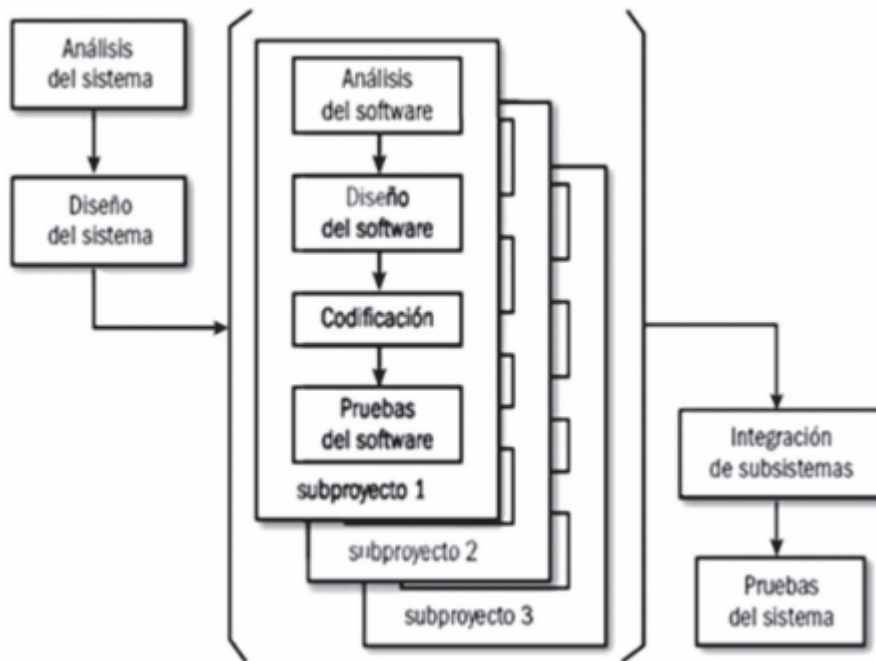 Análisis
del sistema
Diseño
del sistema
Análisis
del software
Diseño
del software
Codificación
Pruebas
del software
subproyecto 1
subproyecto 2
subproyecto 3
Integración
de subsistemas
Pruebas
del sistema